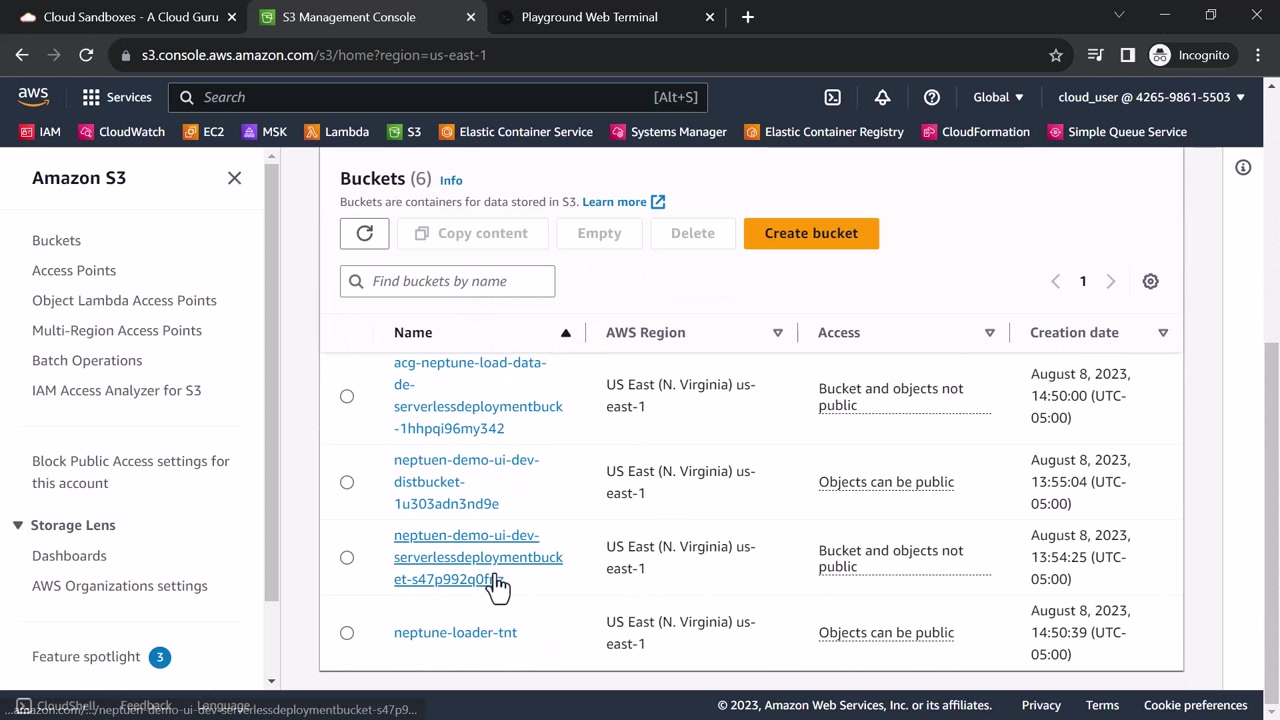 Cloud Sandboxes - A Cloud Guru
S3 Management Console
Playground Web Terminal
s3.console.aws.amazon.com/s3/home?region=us-east-1
Incognito
aws
Services
Search
[Alt+S]
Global
cloud_user @ 4265-9861-5503
IAM
CloudWatch
EC2
MSK
Lambda
S3
Elastic Container Service
Systems Manager
Elastic Container Registry
CloudFormation
Simple Queue Service
Amazon S3
Buckets
Access Points
Object Lambda Access Points
Multi-Region Access Points
Batch Operations
IAM Access Analyzer for S3
Block Public Access settings for
this account
Storage Lens
Dashboards
AWS Organizations settings
Feature spotlight 3
Buckets (6) Info
Buckets are containers for data stored in S3. Learn more
Copy content
Empty
Delete
Create bucket
Find buckets by name
1
Name
AWS Region
Access
Creation date
acg-neptune-load-data-
de-
serverlessdeploymentbuck
-1hhpqi96my342
US East (N. Virginia) us-
east-1
Bucket and objects not
public
August 8, 2023,
14:50:00 (UTC-
05:00)
neptuen-demo-ui-dev-
distbucket-
1u303adn3nd9e
US East (N. Virginia) us-
east-1
Objects can be public
August 8, 2023,
13:55:04 (UTC-
05:00)
neptuen-demo-ui-dev-
serverlessdeploymentbuck
US East (N. Virginia) us-
east-1
Bucket and objects not
public
August 8, 2023,
13:54:25 (UTC-
05:00)
neptune-loader-tnt
US East (N. Virginia) us-
east-1
Objects can be public
August 8, 2023,
14:50:39 (UTC-
05:00)
CloudShell
Feedback
Language
...amazon.com/.../neptuen-demo-ui-dev-serverlessdeploymentbucket-s47p9...
© 2023, Amazon Web Services, Inc. or its affiliates.
Privacy
Terms
Cookie preferences